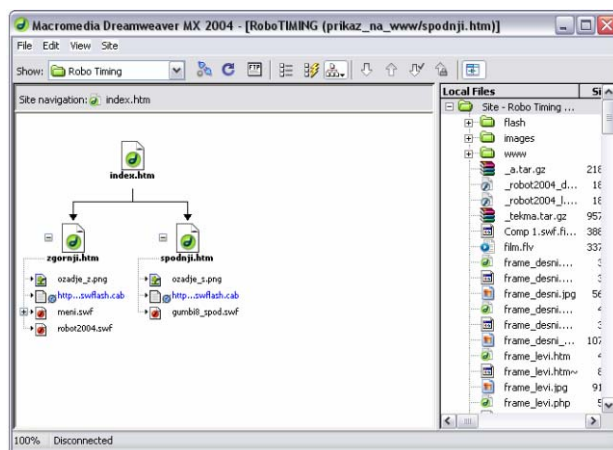 Macromedia Dreamweaver MX 2004 - [RoboTIMING (prikaz_na_www/spodnji.htm)]
File Edit View Site
Show: Robo Timing
Site navigation: index.htm
index.htm
zgornji.htm
spodnji.htm
ozadje_z.png
http...swflash.cab
meni.swf
robot2004.swf
ozadje_s.png
http...swflash.cab
gumbi8_spod.swf
Local Files Si
Site - Robo Timing ...
flash
images
www
_a.tar.gz 218
_robot2004_d... 18
_robot2004_l.... 18
_tekma.tar.gz 957
Comp 1.swf.fi... 388
film.flv 337
frame_desni.... 3
frame_desni.... 3
frame_desni.jpg 56
frame_desni.... 4
frame_desni.... 3
frame_desni_... 107
frame_levi.htm 4
frame_levi.htm~ 8
frame_levi.jpg 91
frame_levi.php 5
100% Disconnected